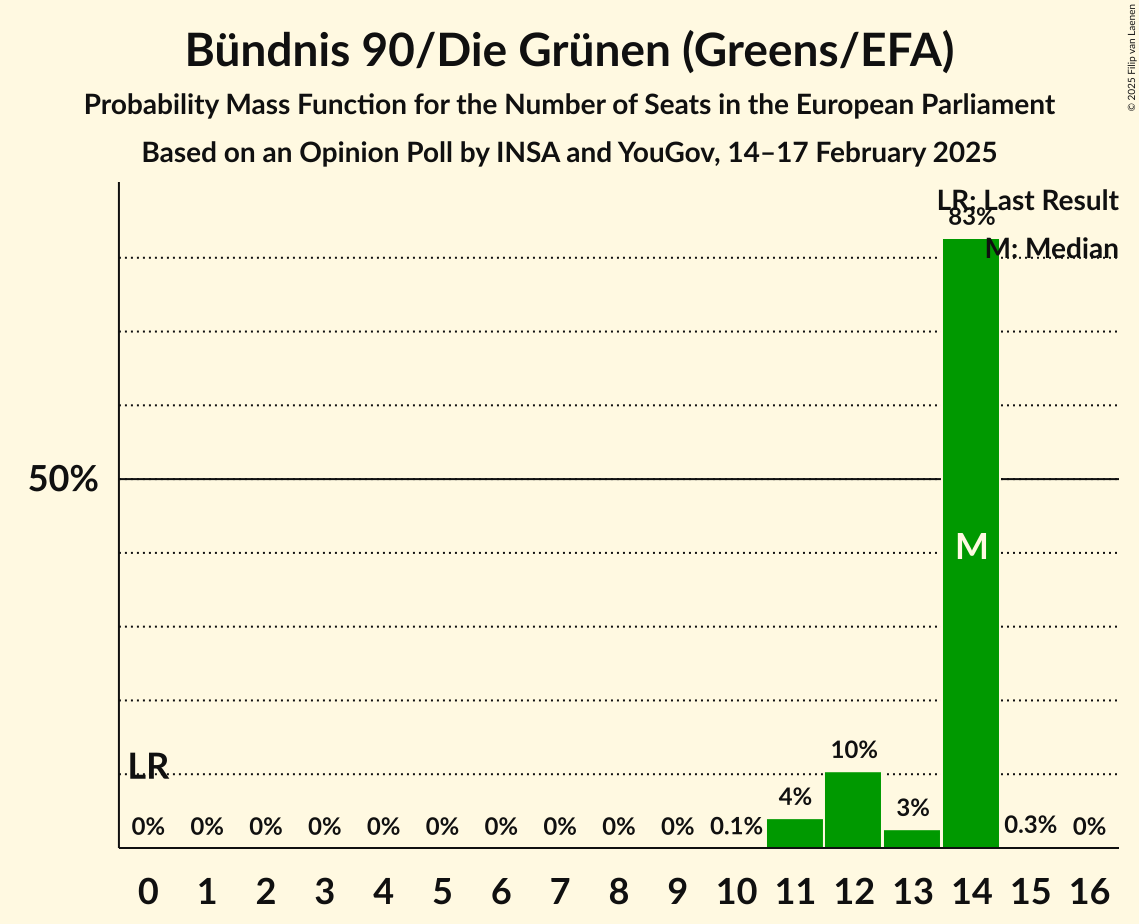 Bündnis 90/Die Grünen (Greens/EFA)
Probability Mass Function for the Number of Seats in the European Parliament
Based on an Opinion Poll by INSA and YouGov, 14–17 February 2025
© 2025 Filip van Laenen
LR: Last Result
83%
M: Median
50%
M
LR
10%
4%
3%
0% 0% 0% 0% 0% 0% 0% 0% 0% 0% 0.1% 0.3% 0%
0 1 2 3 4 5 6 7 8 9 10 11 12 13 14 15 16